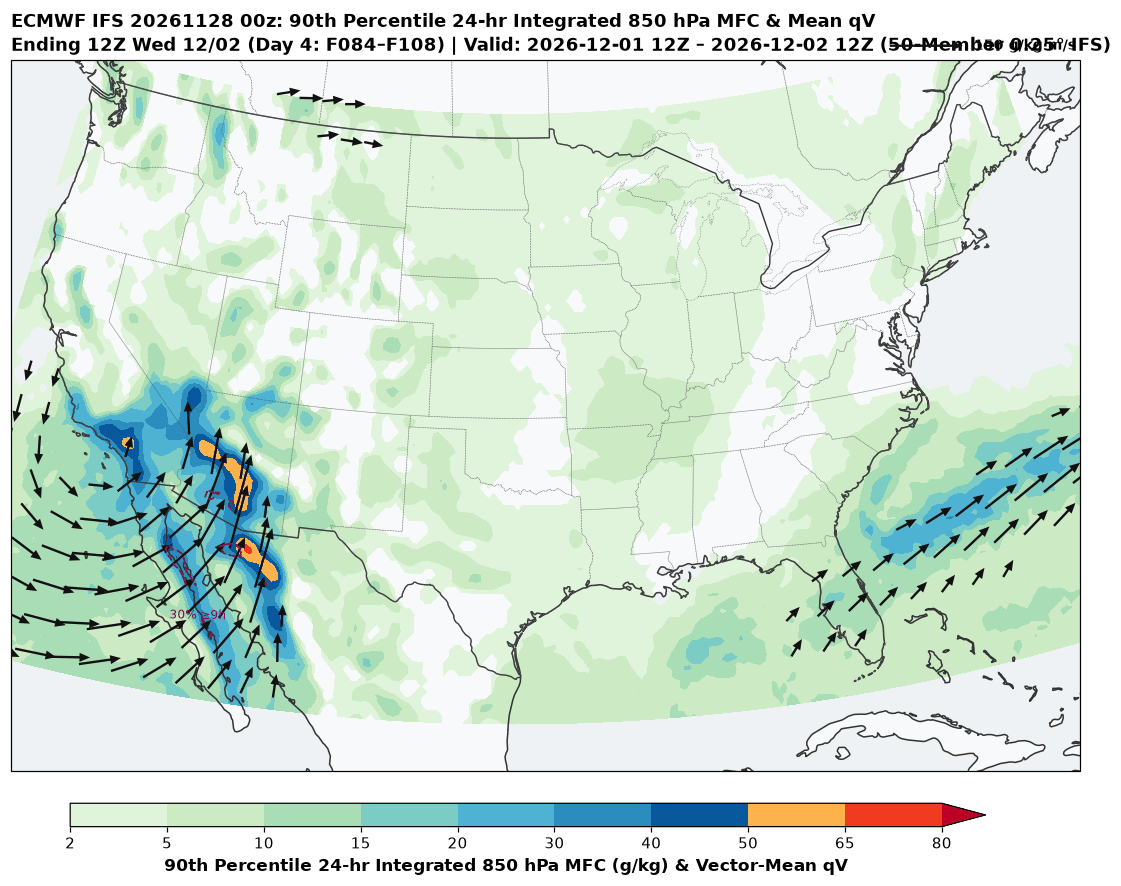 ECMWF IFS 20261128 00z: 90th Percentile 24-hr Integrated 850 hPa MFC & Mean qV
Ending 12Z Wed 12/02 (Day 4: F084–F108) | Valid: 2026-12-01 12Z – 2026-12-02 12Z (50-Member 0.25° IFS)
30% ≥9h
2 5 10 15 20 30 40 50 65 80
90th Percentile 24-hr Integrated 850 hPa MFC (g/kg) & Vector-Mean qV